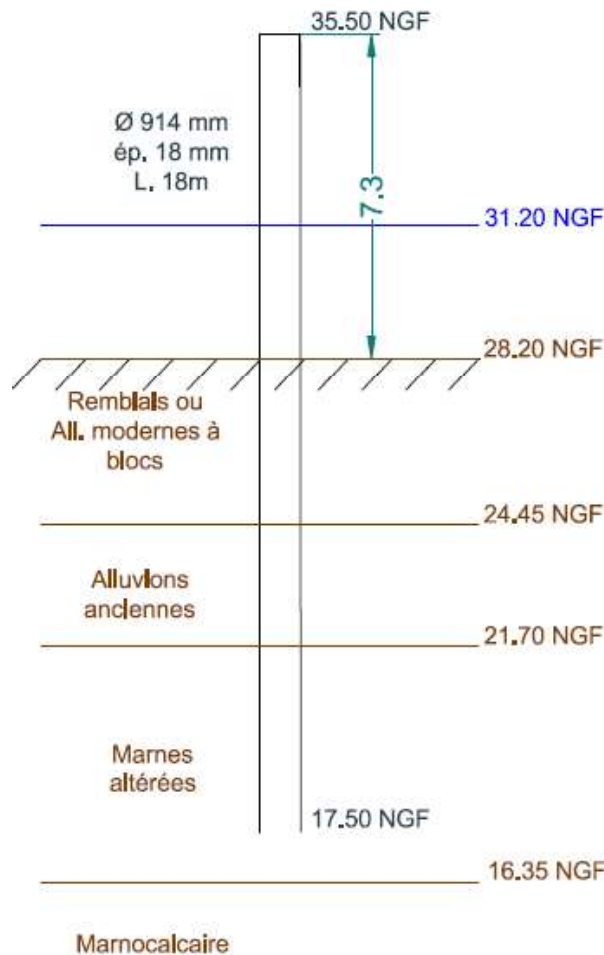 35.50 NGF
Ø 914 mm
ép. 18 mm
L. 18m
7.3
31.20 NGF
28.20 NGF
Remblais ou
All. modernes à
blocs
24.45 NGF
Alluvions
anciennes
21.70 NGF
Marnes
altérées
17.50 NGF
16.35 NGF
Marnocalcaire